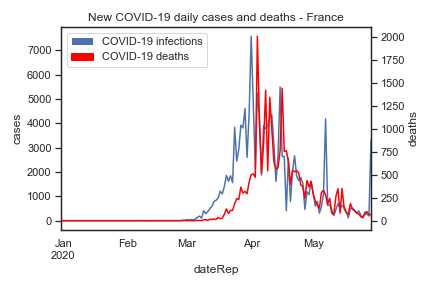 New COVID-19 daily cases and deaths - France
COVID-19 infections
COVID-19 deaths
7000
6000
5000
4000
3000
2000
1000
0
cases
2000
1750
1500
1250
1000
750
500
250
0
deaths
Jan
2020
Feb
Mar
Apr
May
dateRep